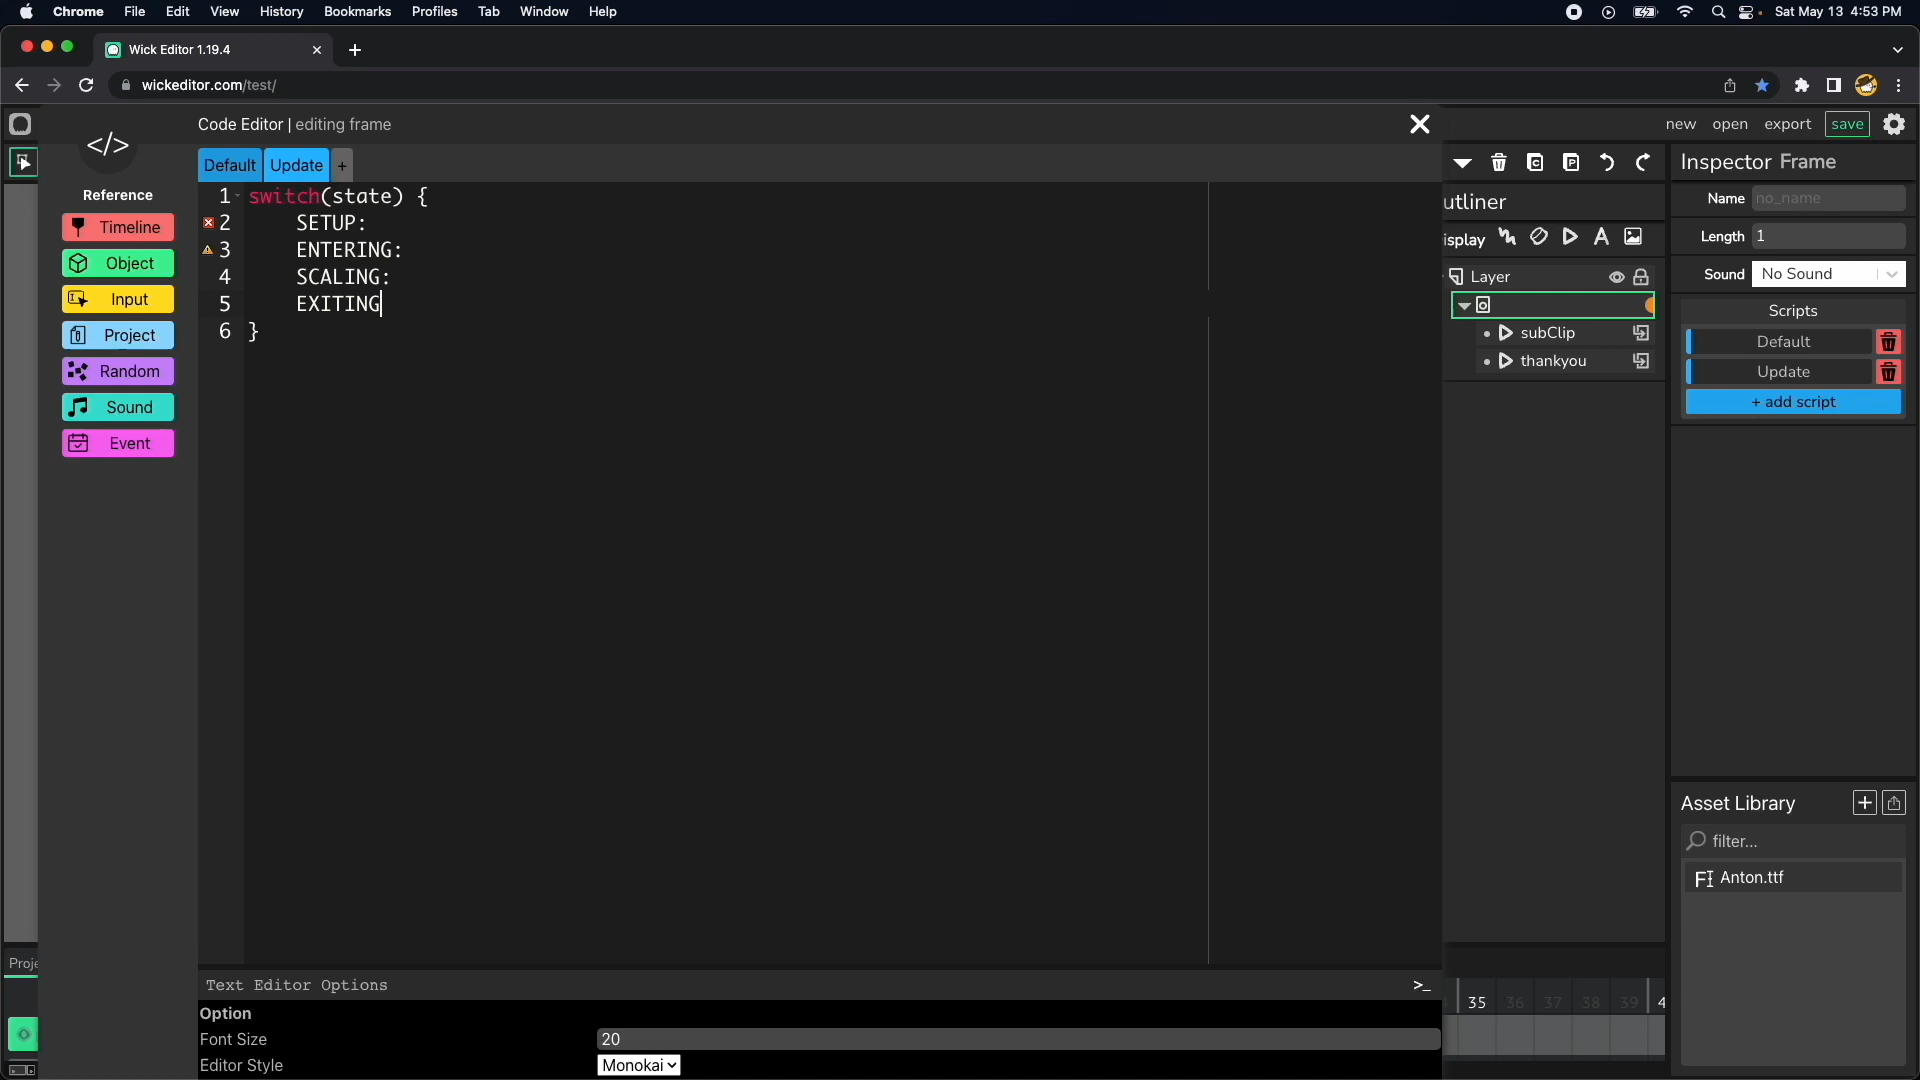 Chrome File Edit View History Bookmarks Profiles Tab Window Help Sat May 13 4:53 PM
Wick Editor 1.19.4
wickeditor.com/test/
Code Editor | editing frame
new open export save
Default Update +
Inspector Frame
Reference
Timeline
Object
Input
Project
Random
Sound
Event
1 switch(state) {
2 SETUP:
3 ENTERING:
4 SCALING:
5 EXITING
6 }
utliner
isplay
Layer
subClip
thankyou
Name no_name
Length 1
Sound No Sound
Scripts
Default
Update
+ add script
Asset Library
filter...
Anton.ttf
Proje
35 36 37 38 39 4
Text Editor Options >_
Option
Font Size 20
Editor Style Monokai